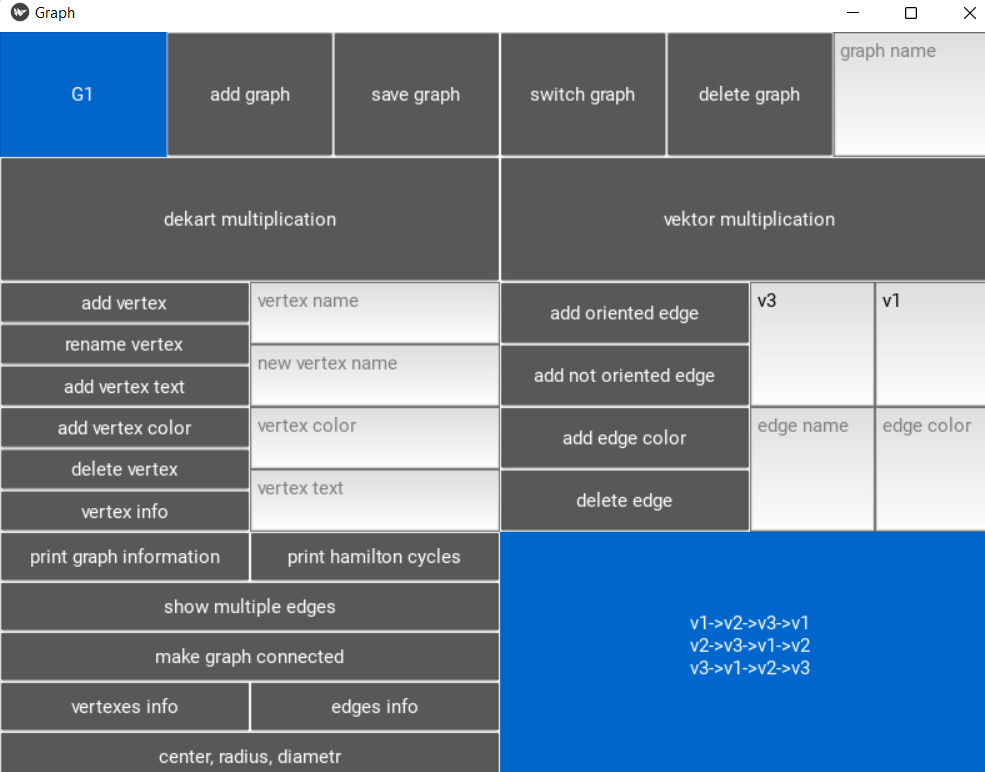 Graph
G1
add graph
save graph
switch graph
delete graph
graph name
dekart multiplication
vektor multiplication
add vertex
rename vertex
add vertex text
add vertex color
delete vertex
vertex info
vertex name
new vertex name
vertex color
vertex text
add oriented edge
add not oriented edge
add edge color
delete edge
v3
v1
edge name
edge color
print graph information
print hamilton cycles
show multiple edges
make graph connected
vertexes info
edges info
center, radius, diametr
v1->v2->v3->v1
v2->v3->v1->v2
v3->v1->v2->v3